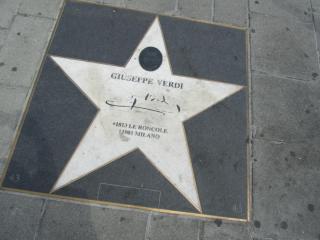 GIUSEPPE VERDI
*1813 LE RONCOLE
†1901 MILANO